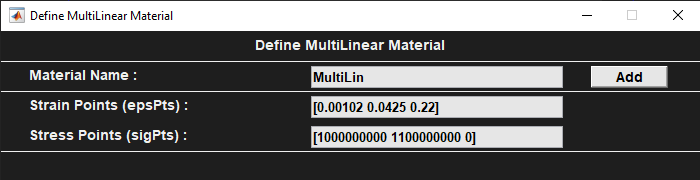 Define MultiLinear Material
Define MultiLinear Material
Material Name : MultiLin Add
Strain Points (epsPts) : [0.00102 0.0425 0.22]
Stress Points (sigPts) : [1000000000 1100000000 0]